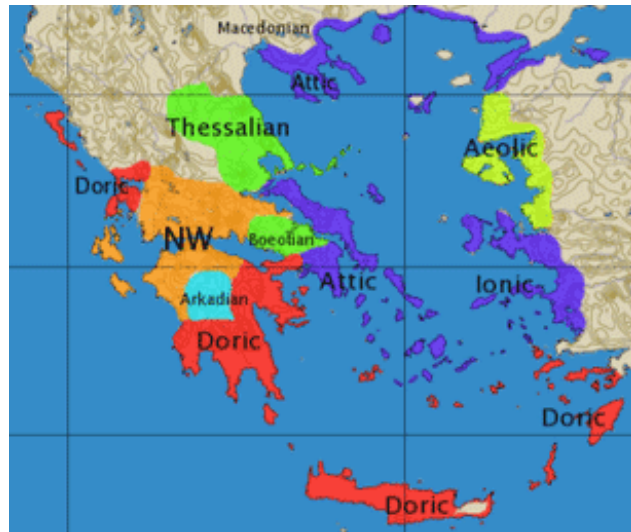 Macedonian
Attic
Thessalian
Aeolic
Doric
NW
Boeotian
Attic
Ionic
Arkadian
Doric
Doric
Doric